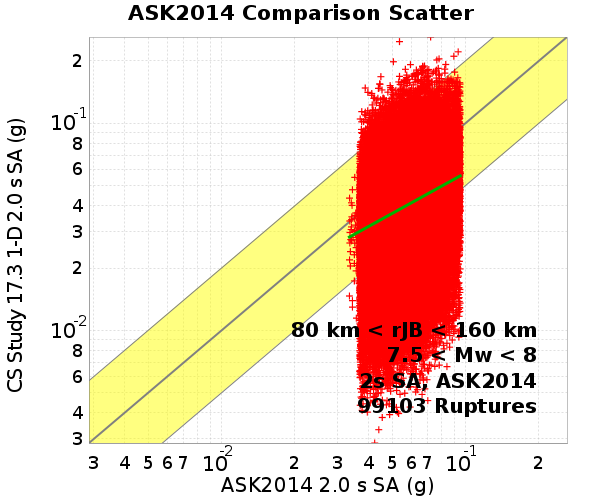 ASK2014 Comparison Scatter
CS Study 17.3 1-D 2.0 s SA (g)
2
10-1
8
6
4
3
2
10-2
8
6
4
3
80 km < rJB < 160 km
7.5 < Mw < 8
2s SA, ASK2014
99103 Ruptures
3 4 5 6 7 10-2 2 3 4 5 6 7 10-1 2
ASK2014 2.0 s SA (g)